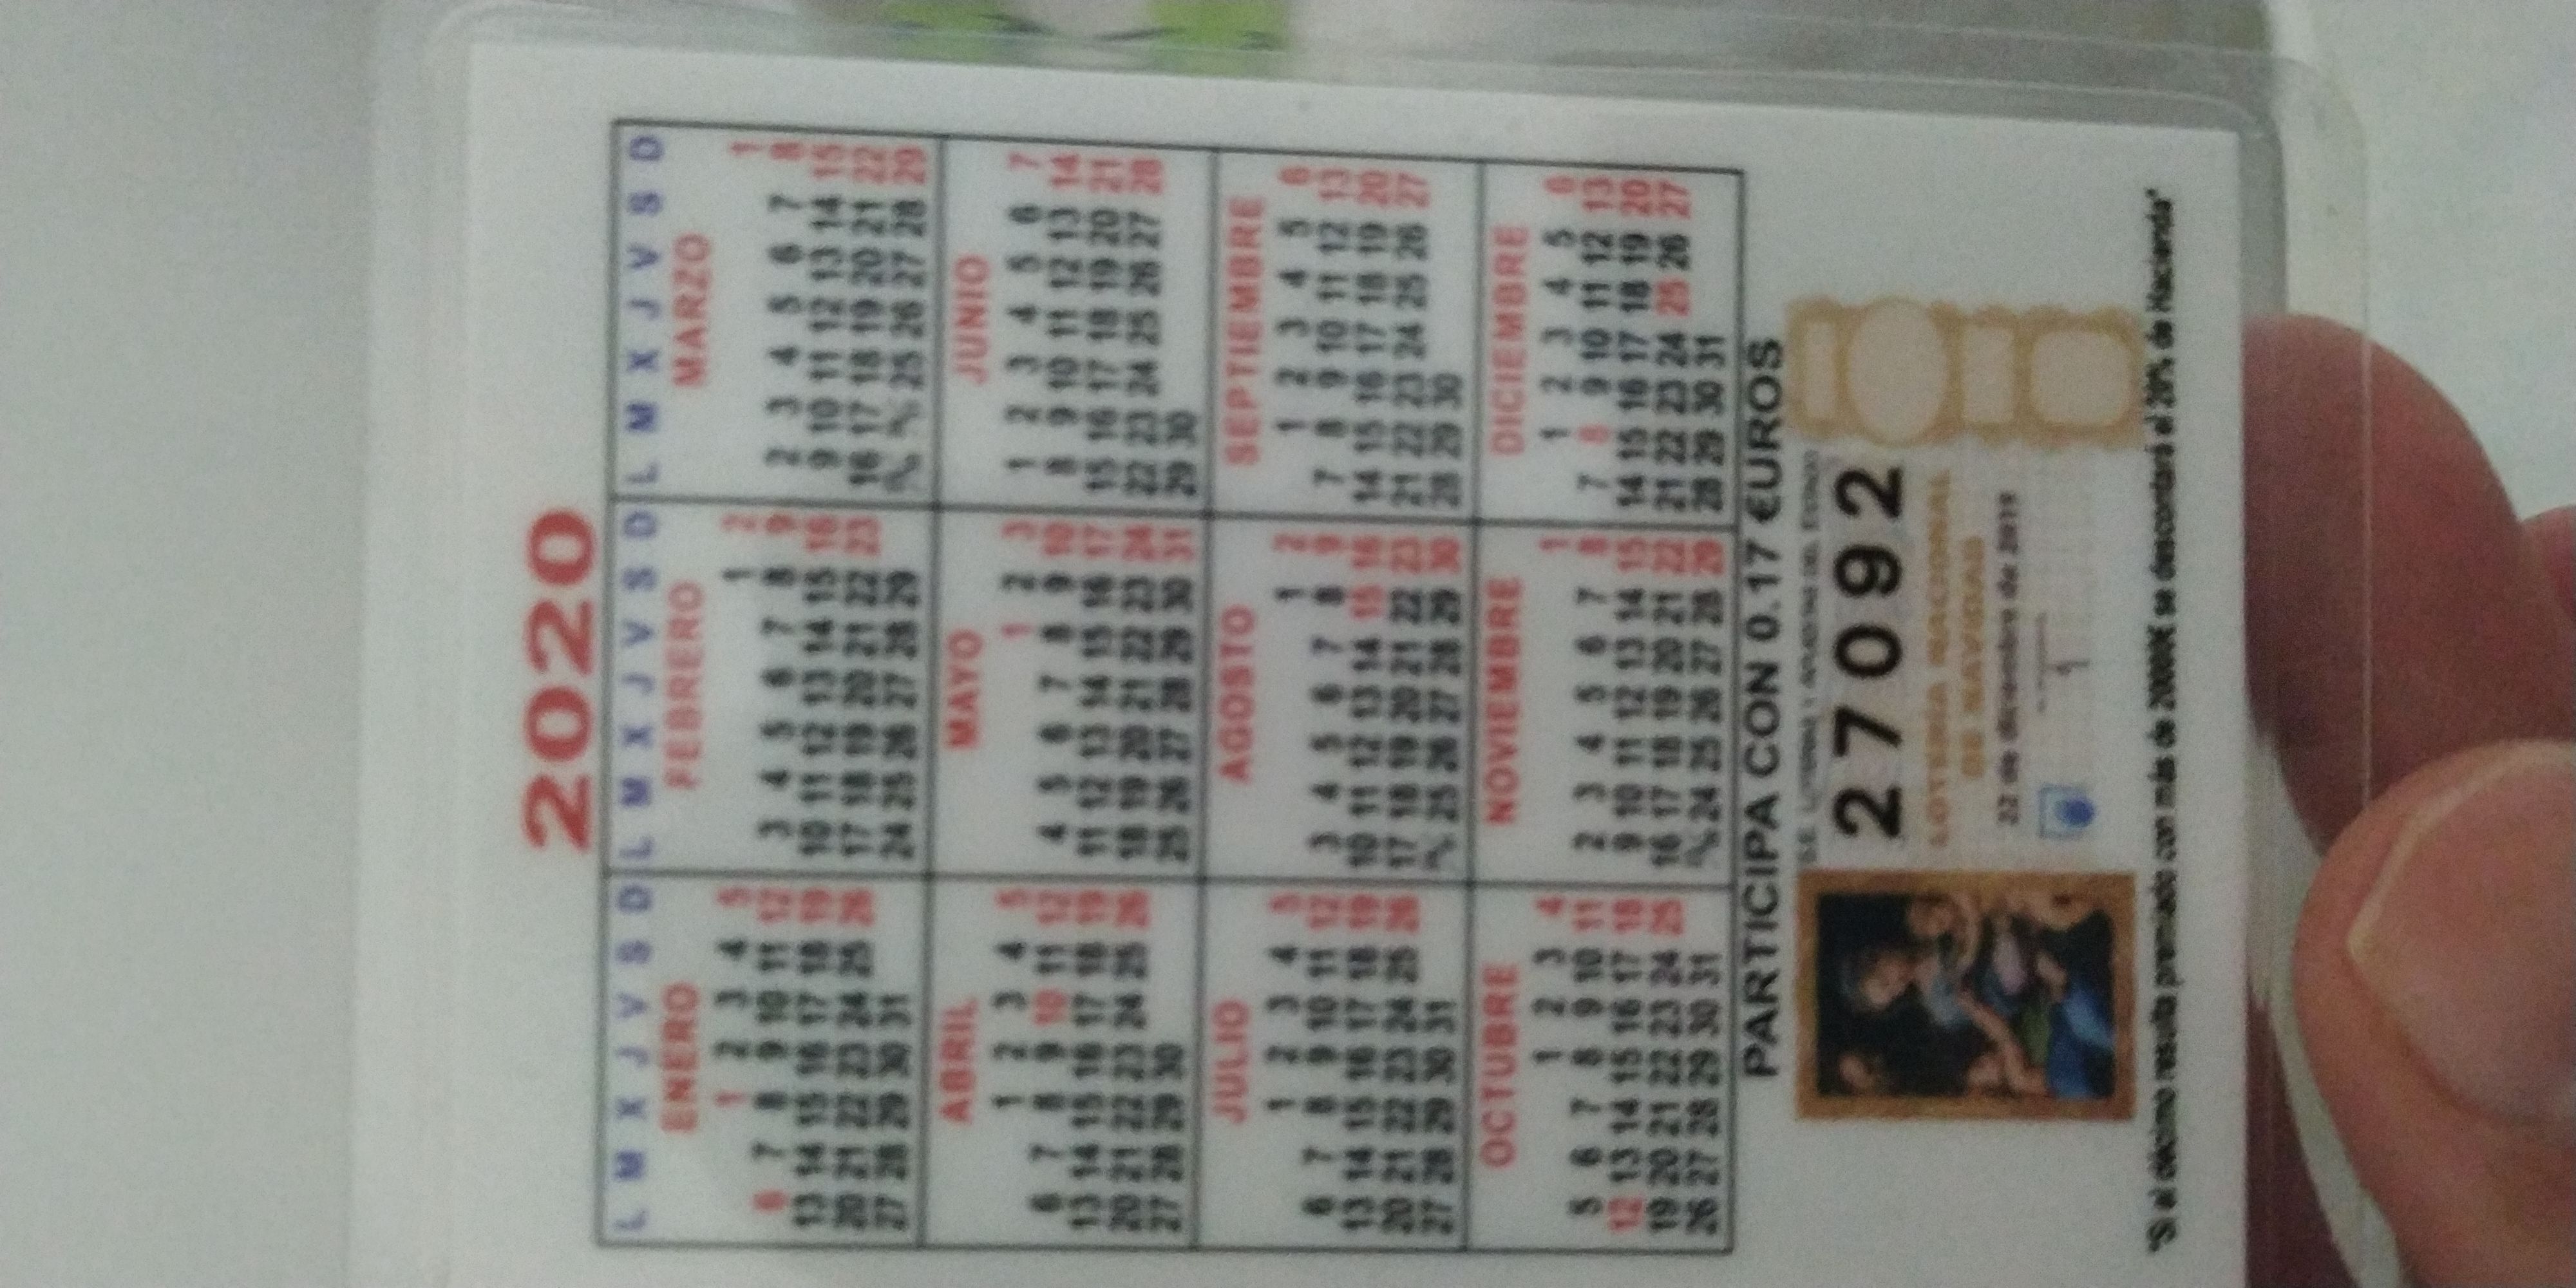 2020
L M X J V S D L M X J V S D L M X J V S D
ENERO
1 2 3 4 5
6 7 8 9 10 11 12
13 14 15 16 17 18 19
20 21 22 23 24 25 26
27 28 29 30 31
FEBRERO
1 2
3 4 5 6 7 8 9
10 11 12 13 14 15 16
17 18 19 20 21 22 23
24 25 26 27 28 29
MARZO
1
2 3 4 5 6 7 8
9 10 11 12 13 14 15
16 17 18 19 20 21 22
25 26 27 28 29
ABRIL
1 2 3 4 5
6 7 8 9 10 11 12
13 14 15 16 17 18 19
20 21 22 23 24 25 26
27 28 29 30
MAYO
1 2 3
4 5 6 7 8 9 10
11 12 13 14 15 16 17
18 19 20 21 22 23 24
25 26 27 28 29 30 31
JUNIO
1 2 3 4 5 6 7
8 9 10 11 12 13 14
15 16 17 18 19 20 21
22 23 24 25 26 27 28
29 30
JULIO
1 2 3 4 5
6 7 8 9 10 11 12
13 14 15 16 17 18 19
20 21 22 23 24 25 26
27 28 29 30 31
AGOSTO
1 2
3 4 5 6 7 8 9
10 11 12 13 14 15 16
17 18 19 20 21 22 23
25 26 27 28 29 30
SEPTIEMBRE
1 2 3 4 5 6
7 8 9 10 11 12 13
14 15 16 17 18 19 20
21 22 23 24 25 26 27
28 29 30
OCTUBRE
1 2 3 4
5 6 7 8 9 10 11
12 13 14 15 16 17 18
19 20 21 22 23 24 25
26 27 28 29 30 31
NOVIEMBRE
1
2 3 4 5 6 7 8
9 10 11 12 13 14 15
16 17 18 19 20 21 22
24 25 26 27 28 29
DICIEMBRE
1 2 3 4 5 6
7 8 9 10 11 12 13
14 15 16 17 18 19 20
21 22 23 24 25 26 27
28 29 30 31
PARTICIPA CON 0.17 €UROS
S.E. LOTERIAS Y APUESTAS DEL ESTADO
27092
LOTERÍA NACIONAL
DE NAVIDAD
22 de diciembre de 2019
1
"Si el décimo resulta premiado con más de 20000€ se descontará el 20% de Hacienda"